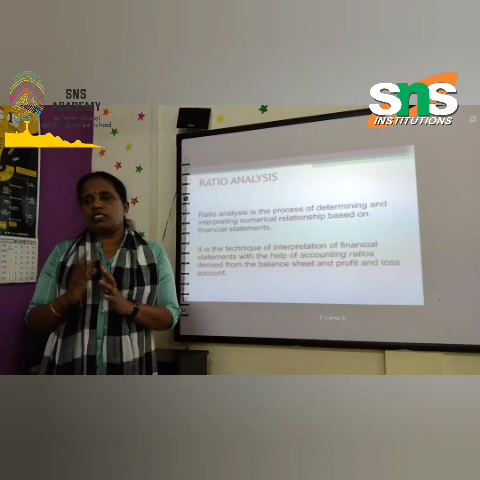 SNS
ACADEMY
sns
INSTITUTIONS
RATIO ANALYSIS
Ratio analysis is the process of determining and
interpreting numerical relationship based on
financial statements.
It is the technique of interpretation of financial
statements with the help of accounting ratios
derived from the balance sheet and profit and loss
account.